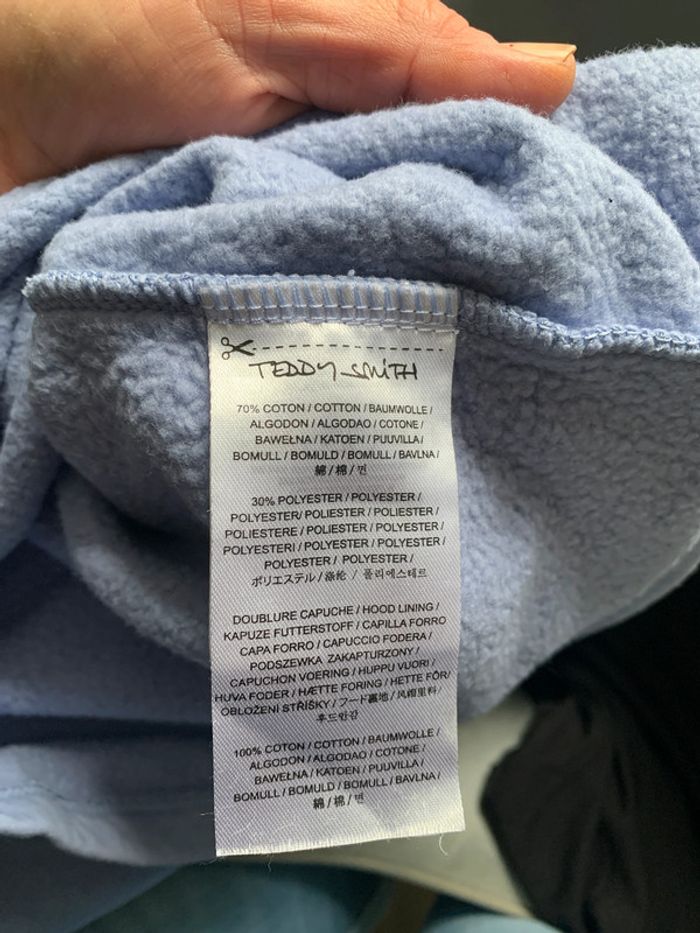 TEDDY SMITH
70% COTON / COTTON / BAUMWOLLE /
ALGODON / ALGODAO / COTONE /
BAWEŁNA / KATOEN / PUUVILLA /
BOMULL / BOMULD / BOMULL / BAVLNA /
綿 / 棉 / 면
30% POLYESTER / POLYESTER /
POLYESTER/ POLIESTER / POLIESTER /
POLIESTERE / POLIESTER / POLYESTER /
POLYESTERI / POLYESTER / POLYESTER /
POLYESTER / POLYESTER /
ポリエステル / 涤纶 / 폴리에스테르
DOUBLURE CAPUCHE / HOOD LINING /
KAPUZE FUTTERSTOFF / CAPILLA FORRO
CAPA FORRO / CAPUCCIO FODERA /
PODSZEWKA ZAKAPTURZONY /
CAPUCHON VOERING / HUPPU VUORI /
HUVA FODER / HÆTTE FORING / HETTE FÔR/
OBLOŽENÍ STŘÍŠKY / フード裏地 / 风帽里料/
후드안감
100% COTON / COTTON / BAUMWOLLE /
ALGODON / ALGODAO / COTONE /
BAWEŁNA / KATOEN / PUUVILLA /
BOMULL / BOMULD / BOMULL / BAVLNA /
綿 / 棉 / 면